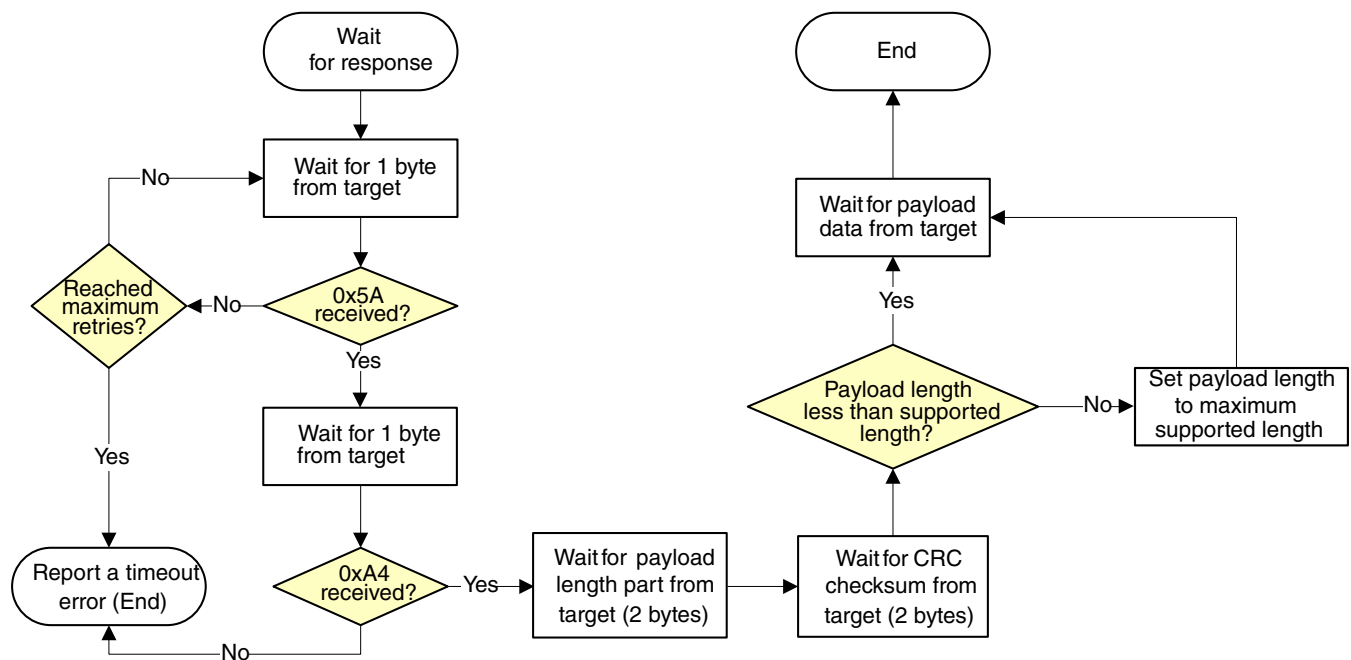 Wait
for response
End
Wait for 1 byte
from target
No
Wait for payload
data from target
Reached
maximum
retries?
No
0x5A
received?
Yes
Yes
Wait for 1 byte
from target
Payload length
less than supported
length?
No
Set payload length
to maximum
supported length
Yes
Report a timeout
error (End)
0xA4
received?
Yes
Wait for payload
length part from
target (2 bytes)
Wait for CRC
checksum from
target (2 bytes)
No